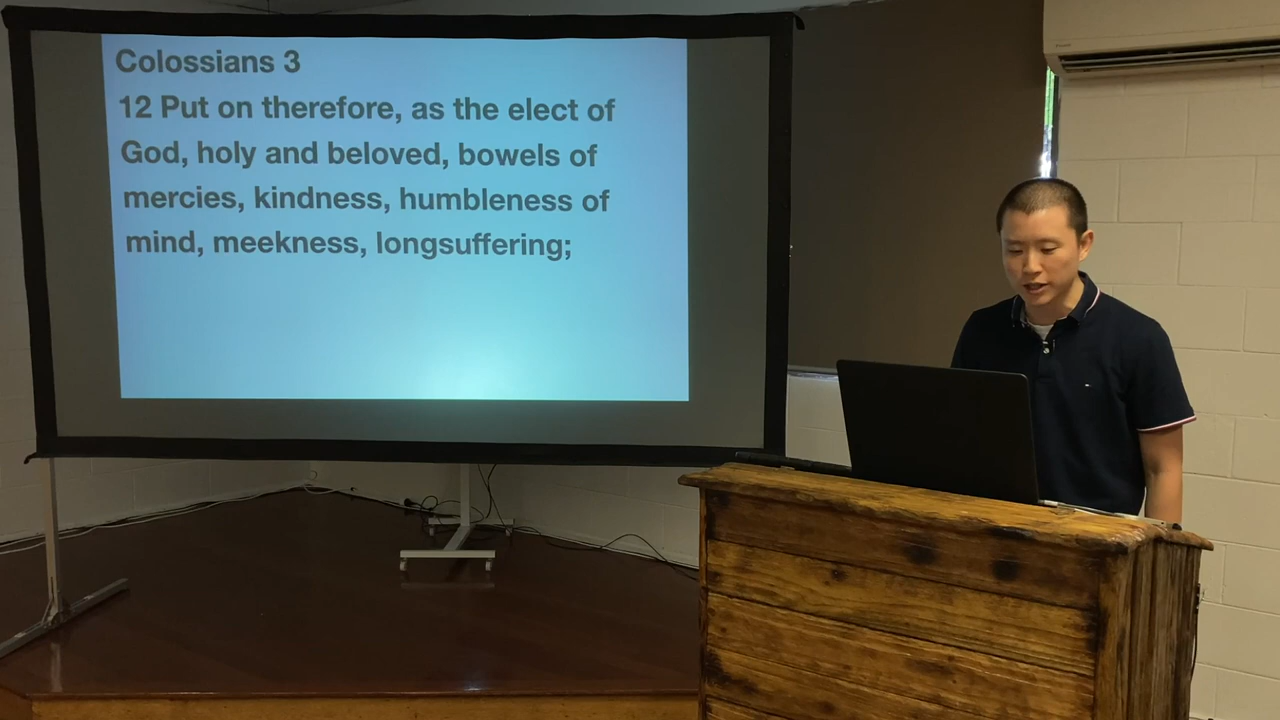 Colossians 3
12 Put on therefore, as the elect of
God, holy and beloved, bowels of
mercies, kindness, humbleness of
mind, meekness, longsuffering;